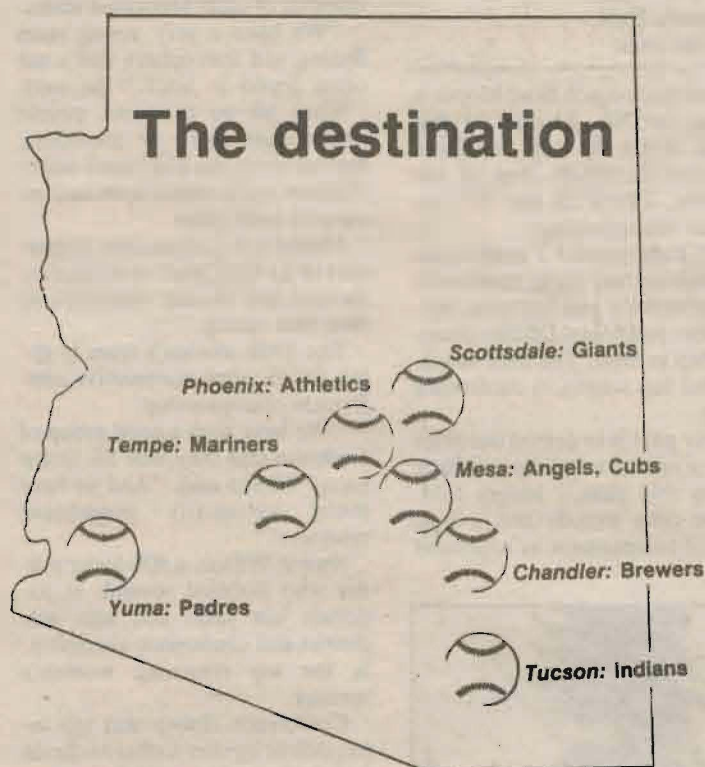 The destination
Scottsdale: Giants
Phoenix: Athletics
Tempe: Mariners
Mesa: Angels, Cubs
Chandler: Brewers
Yuma: Padres
Tucson: Indians